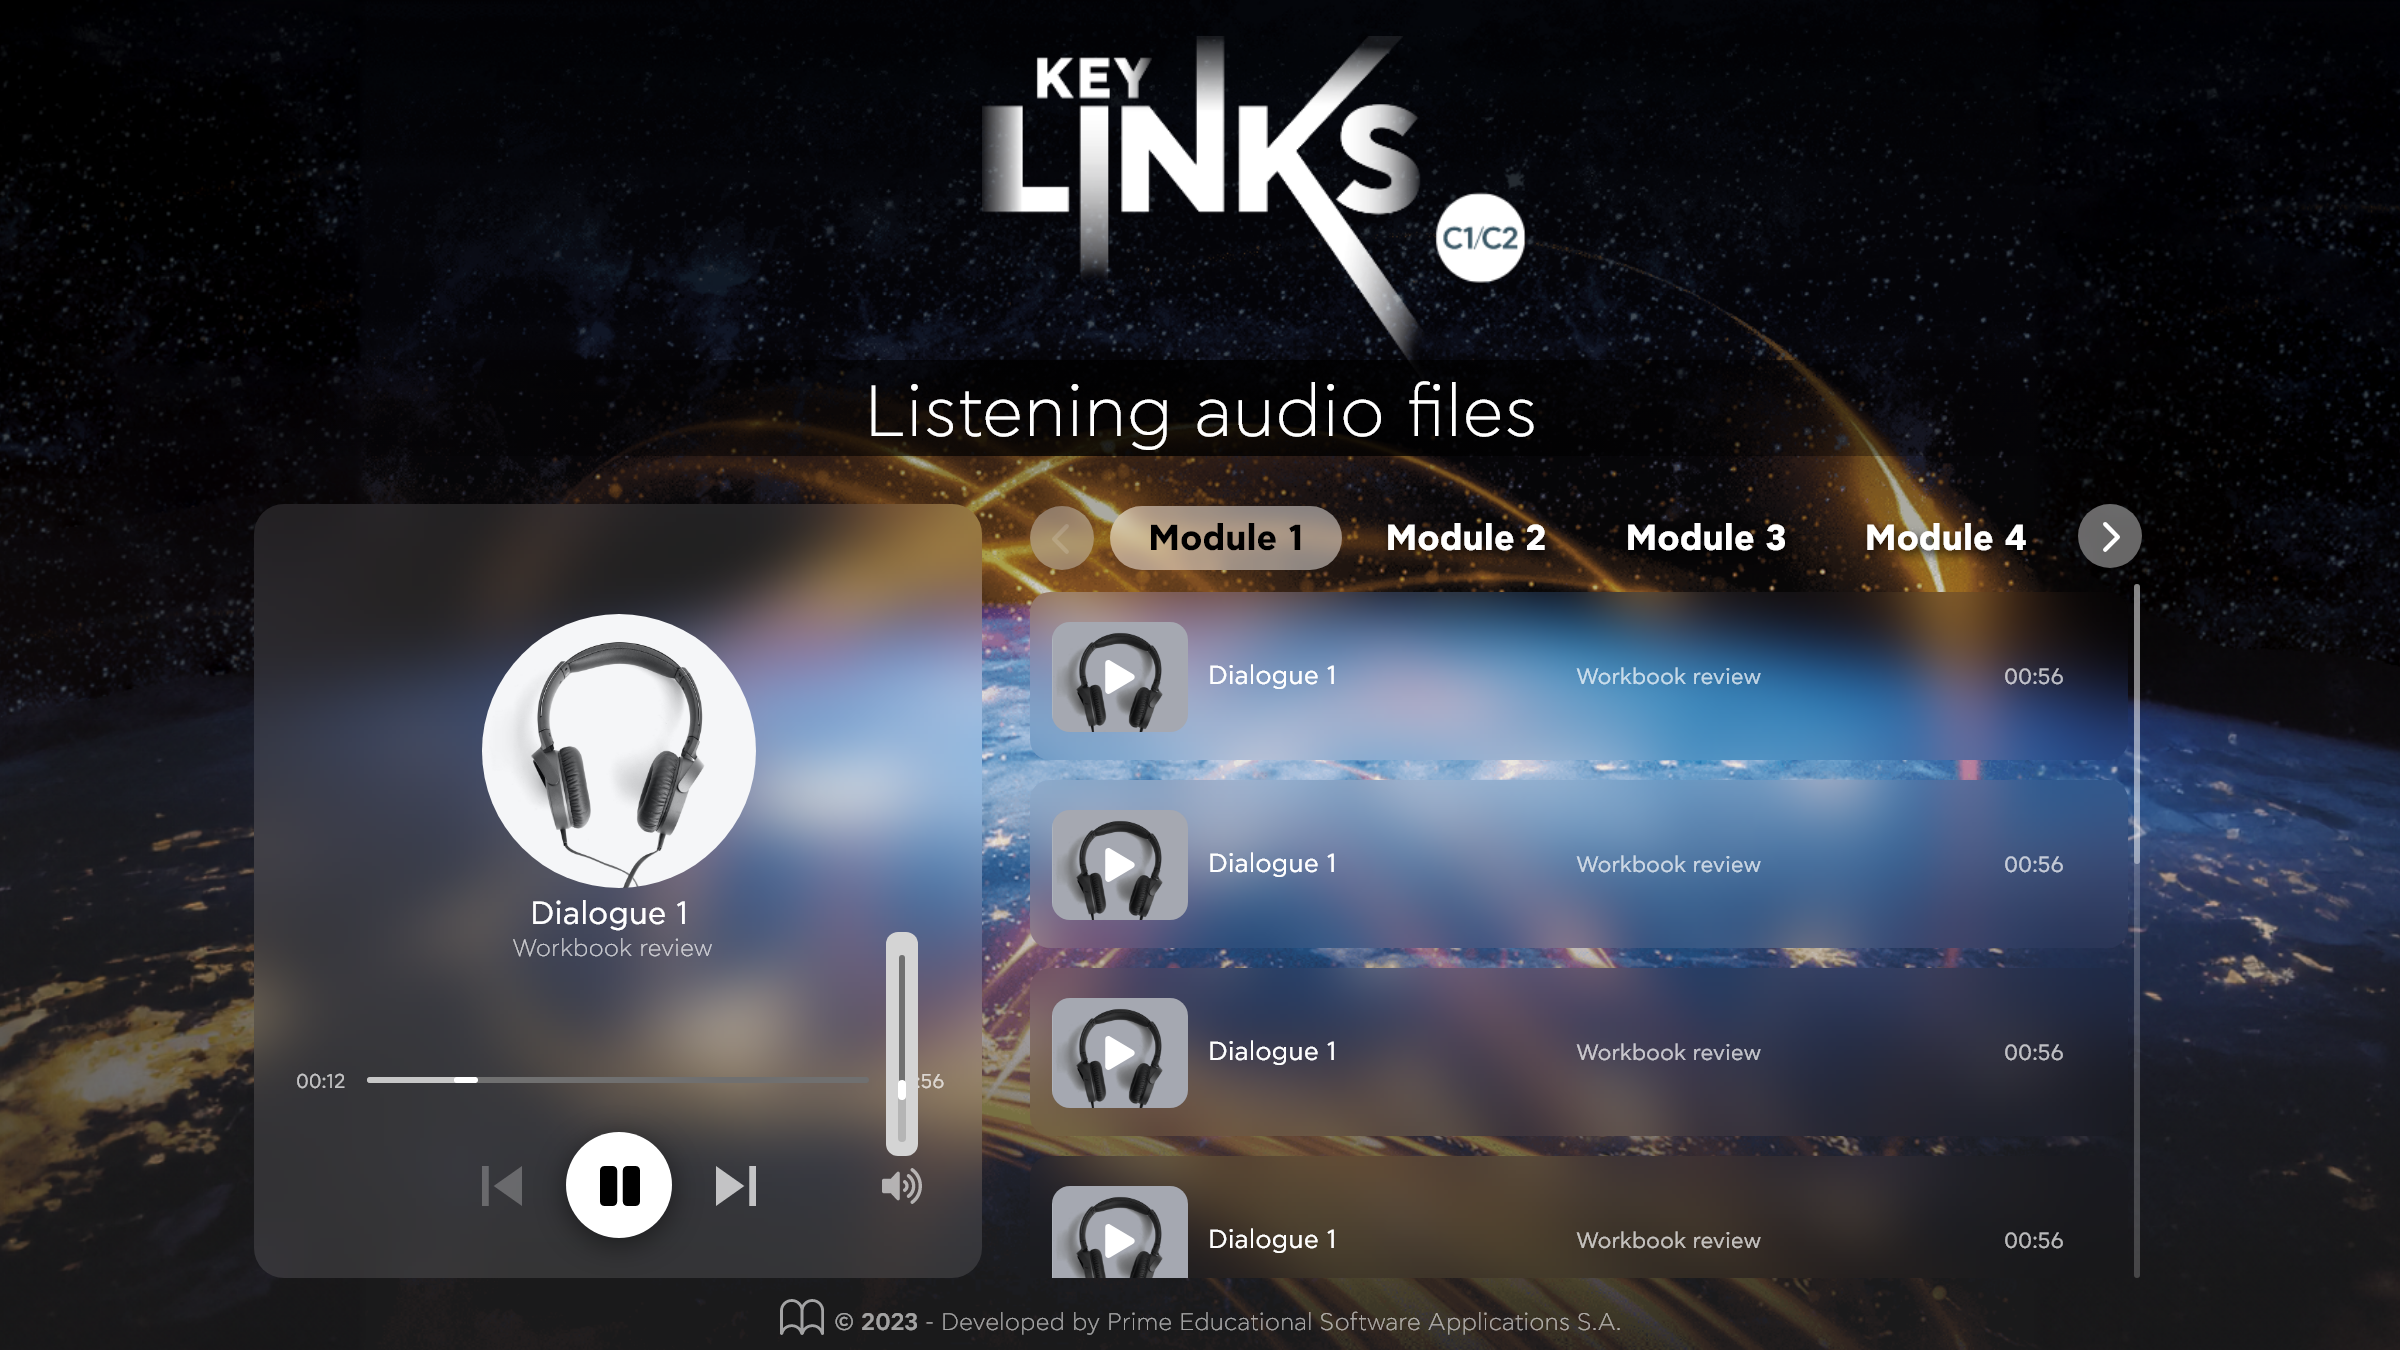 KEY
LINKS
C1/C2
Listening audio files
Module 1 Module 2 Module 3 Module 4
Dialogue 1 Workbook review 00:56
Dialogue 1 Workbook review 00:56
Dialogue 1 Workbook review 00:56
Dialogue 1 Workbook review 00:56
Dialogue 1
Workbook review
00:12 :56
© 2023 - Developed by Prime Educational Software Applications S.A.